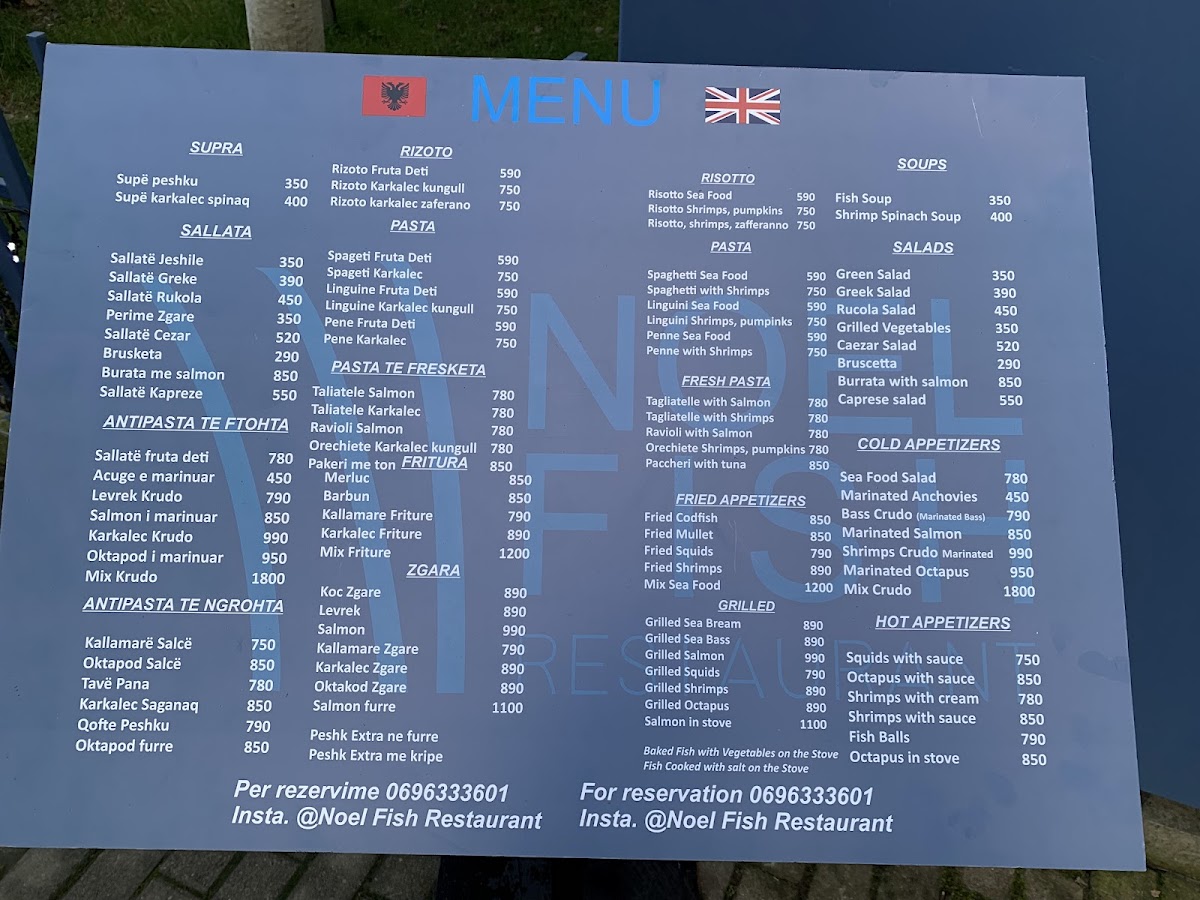 MENU
SUPRA
Supë peshku 350
Supë karkalec spinaq 400
SALLATA
Sallatë Jeshile 350
Sallatë Greke 390
Sallatë Rukola 450
Perime Zgare 350
Sallatë Cezar 520
Brusketa 290
Burata me salmon 850
Sallatë Kapreze 550
ANTIPASTA TE FTOHTA
Sallatë fruta deti 780
Acuge e marinuar 450
Levrek Krudo 790
Salmon i marinuar 850
Karkalec Krudo 990
Oktapod i marinuar 950
Mix Krudo 1800
ANTIPASTA TE NGROHTA
Kallamarë Salcë 750
Oktapod Salcë 850
Tavë Pana 780
Karkalec Saganaq 850
Qofte Peshku 790
Oktapod furre 850
RIZOTO
Rizoto Fruta Deti 590
Rizoto Karkalec kungull 750
Rizoto karkalec zaferano 750
PASTA
Spageti Fruta Deti 590
Spageti Karkalec 750
Linguine Fruta Deti 590
Linguine Karkalec kungull 750
Pene Fruta Deti 590
Pene Karkalec 750
PASTA TE FRESKETA
Taliatele Salmon 780
Taliatele Karkalec 780
Ravioli Salmon 780
Orechiete Karkalec kungull 780
Pakeri me ton 850
FRITURA
Merluc 850
Barbun 850
Kallamare Friture 790
Karkalec Friture 890
Mix Friture 1200
ZGARA
Koc Zgare 890
Levrek 890
Salmon 990
Kallamare Zgare 790
Karkalec Zgare 890
Oktakod Zgare 890
Salmon furre 1100
Peshk Extra ne furre
Peshk Extra me kripe
RISOTTO
Risotto Sea Food 590
Risotto Shrimps, pumpkins 750
Risotto, shrimps, zafferanno 750
PASTA
Spaghetti Sea Food 590
Spaghetti with Shrimps 750
Linguini Sea Food 590
Linguini Shrimps, pumpinks 750
Penne Sea Food 590
Penne with Shrimps 750
FRESH PASTA
Tagliatelle with Salmon 780
Tagliatelle with Shrimps 780
Ravioli with Salmon 780
Orechiete Shrimps, pumpkins 780
Paccheri with tuna 850
FRIED APPETIZERS
Fried Codfish 850
Fried Mullet 850
Fried Squids 790
Fried Shrimps 890
Mix Sea Food 1200
GRILLED
Grilled Sea Bream 890
Grilled Sea Bass 890
Grilled Salmon 990
Grilled Squids 790
Grilled Shrimps 890
Grilled Octapus 890
Salmon in stove 1100
Baked Fish with Vegetables on the Stove
Fish Cooked with salt on the Stove
SOUPS
Fish Soup 350
Shrimp Spinach Soup 400
SALADS
Green Salad 350
Greek Salad 390
Rucola Salad 450
Grilled Vegetables 350
Caezar Salad 520
Bruscetta 290
Burrata with salmon 850
Caprese salad 550
COLD APPETIZERS
Sea Food Salad 780
Marinated Anchovies 450
Bass Crudo (Marinated Bass) 790
Marinated Salmon 850
Shrimps Crudo Marinated 990
Marinated Octapus 950
Mix Crudo 1800
HOT APPETIZERS
Squids with sauce 750
Octapus with sauce 850
Shrimps with cream 780
Shrimps with sauce 850
Fish Balls 790
Octapus in stove 850
NOEL
FISH
RESTAURANT
Per rezervime 0696333601
Insta. @Noel Fish Restaurant
For reservation 0696333601
Insta. @Noel Fish Restaurant